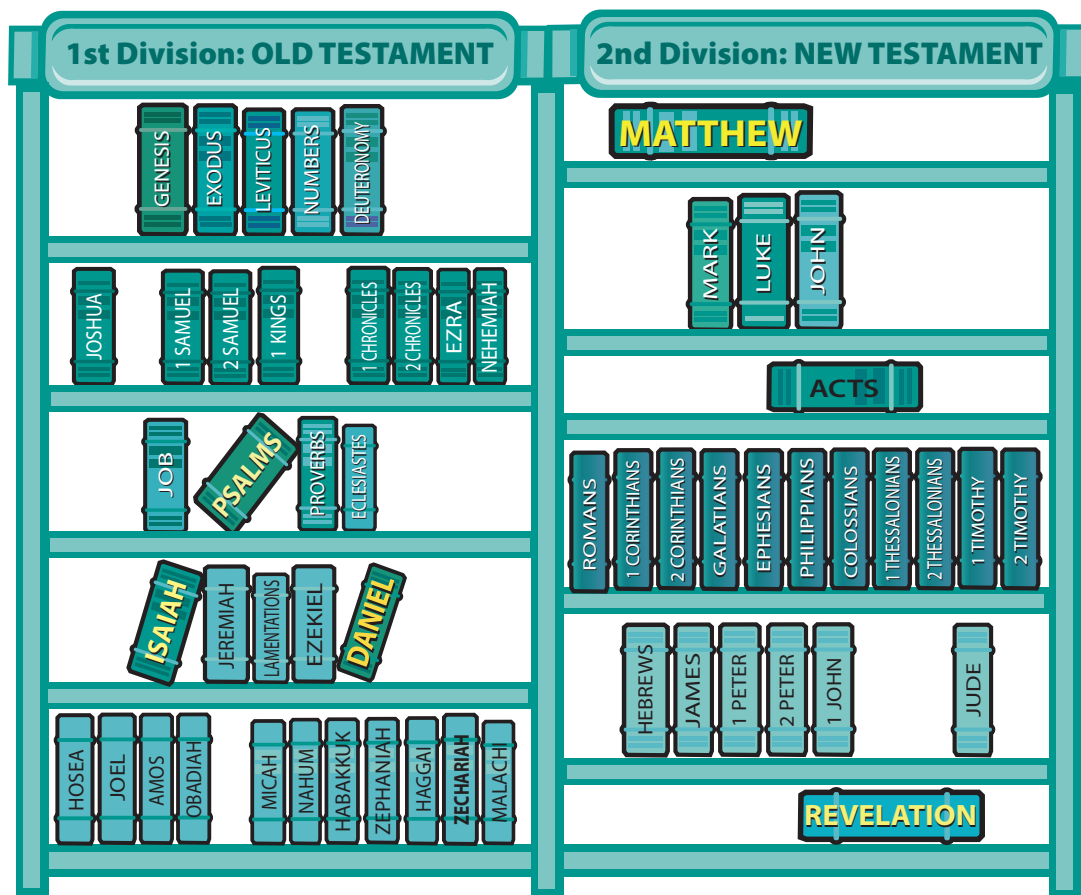 1st Division: OLD TESTAMENT
GENESIS
EXODUS
LEVITICUS
NUMBERS
DEUTERONOMY
JOSHUA
1 SAMUEL
2 SAMUEL
1 KINGS
1 CHRONICLES
2 CHRONICLES
EZRA
NEHEMIAH
JOB
PSALMS
PROVERBS
ECLESIASTES
ISAIAH
JEREMIAH
LAMENTATIONS
EZEKIEL
DANIEL
HOSEA
JOEL
AMOS
OBADIAH
MICAH
NAHUM
HABAKKUK
ZEPHANIAH
HAGGAI
ZECHARIAH
MALACHI
2nd Division: NEW TESTAMENT
MATTHEW
MARK
LUKE
JOHN
ACTS
ROMANS
1 CORINTHIANS
2 CORINTHIANS
GALATIANS
EPHESIANS
PHILIPPIANS
COLOSSIANS
1 THESSALONIANS
2 THESSALONIANS
1 TIMOTHY
2 TIMOTHY
HEBREWS
JAMES
1 PETER
2 PETER
1 JOHN
JUDE
REVELATION